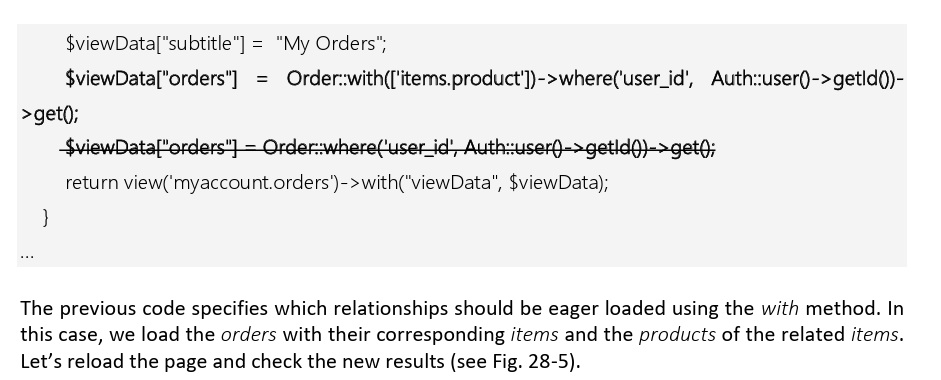 $viewData["subtitle"] = "My Orders";
$viewData["orders"] = Order::with(['items.product'])->where('user_id', Auth::user()->getId())-
>get();
$viewData["orders"] = Order::where('user_id', Auth::user()->getId())->get();
return view('myaccount.orders')->with("viewData", $viewData);
}
...
The previous code specifies which relationships should be eager loaded using the with method. In
this case, we load the orders with their corresponding items and the products of the related items.
Let's reload the page and check the new results (see Fig. 28-5).